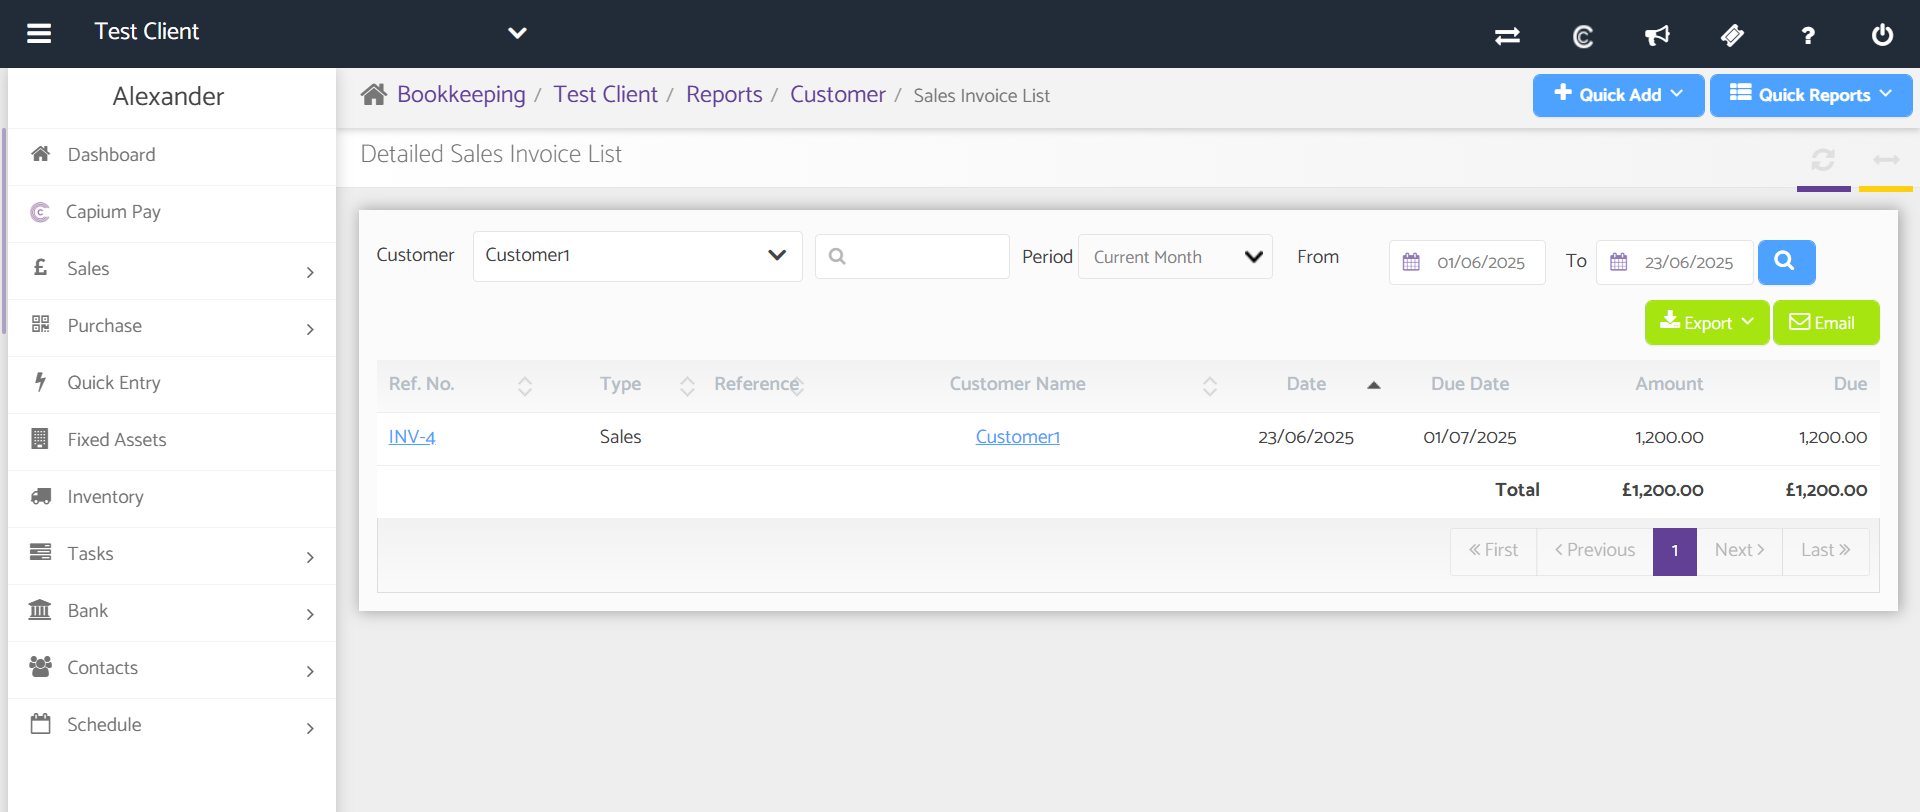 Test Client
?
Alexander
Bookkeeping / Test Client / Reports / Customer / Sales Invoice List
Quick Add
Quick Reports
Dashboard
Capium Pay
Sales
Purchase
Quick Entry
Fixed Assets
Inventory
Tasks
Bank
Contacts
Schedule
Detailed Sales Invoice List
Customer Customer1 Period Current Month From 01/06/2025 To 23/06/2025
Export Email
Ref. No. Type Reference Customer Name Date Due Date Amount Due
INV-4 Sales Customer1 23/06/2025 01/07/2025 1,200.00 1,200.00
Total £1,200.00 £1,200.00
« First ‹ Previous 1 Next › Last »